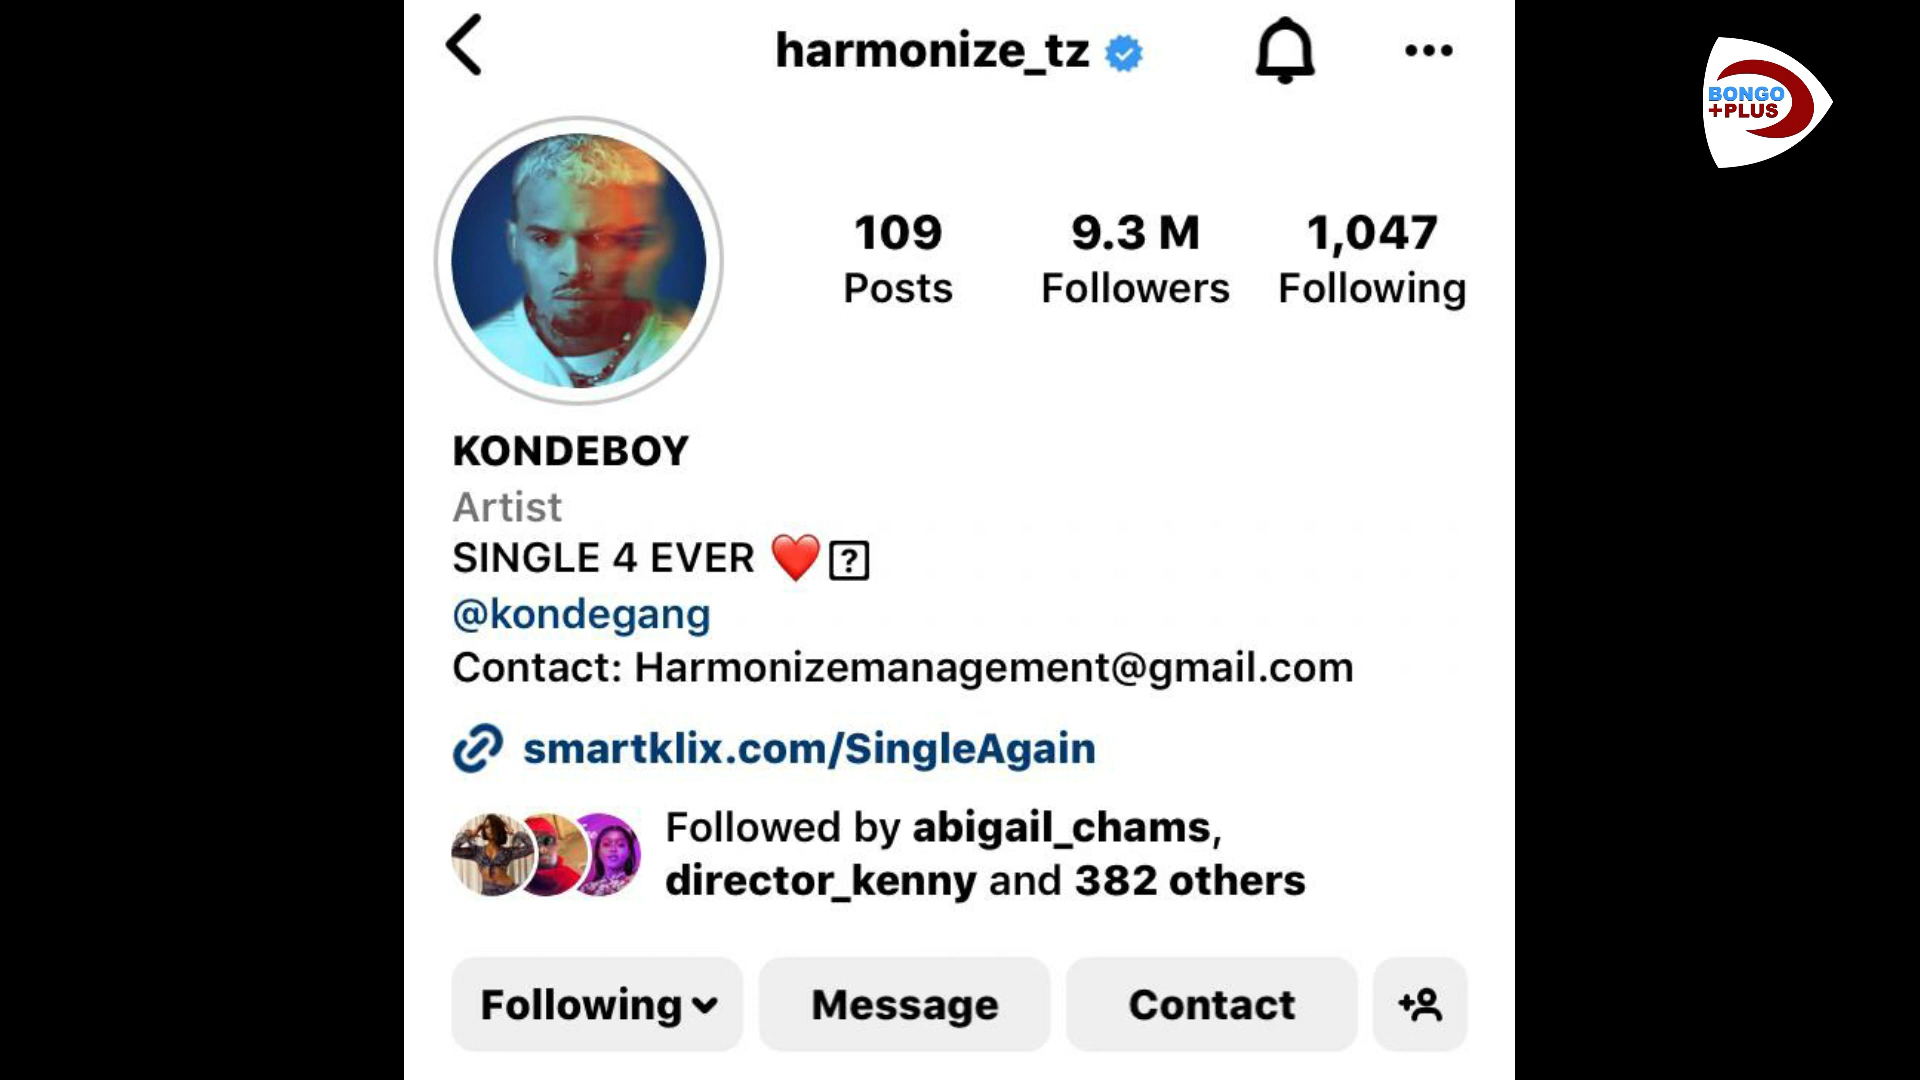 harmonize_tz
BONGO
+PLUS
109
Posts
9.3 M
Followers
1,047
Following
KONDEBOY
Artist
SINGLE 4 EVER ❤️
@kondegang
Contact: Harmonizemanagement@gmail.com
smartklix.com/SingleAgain
Followed by abigail_chams,
director_kenny and 382 others
Following
Message
Contact